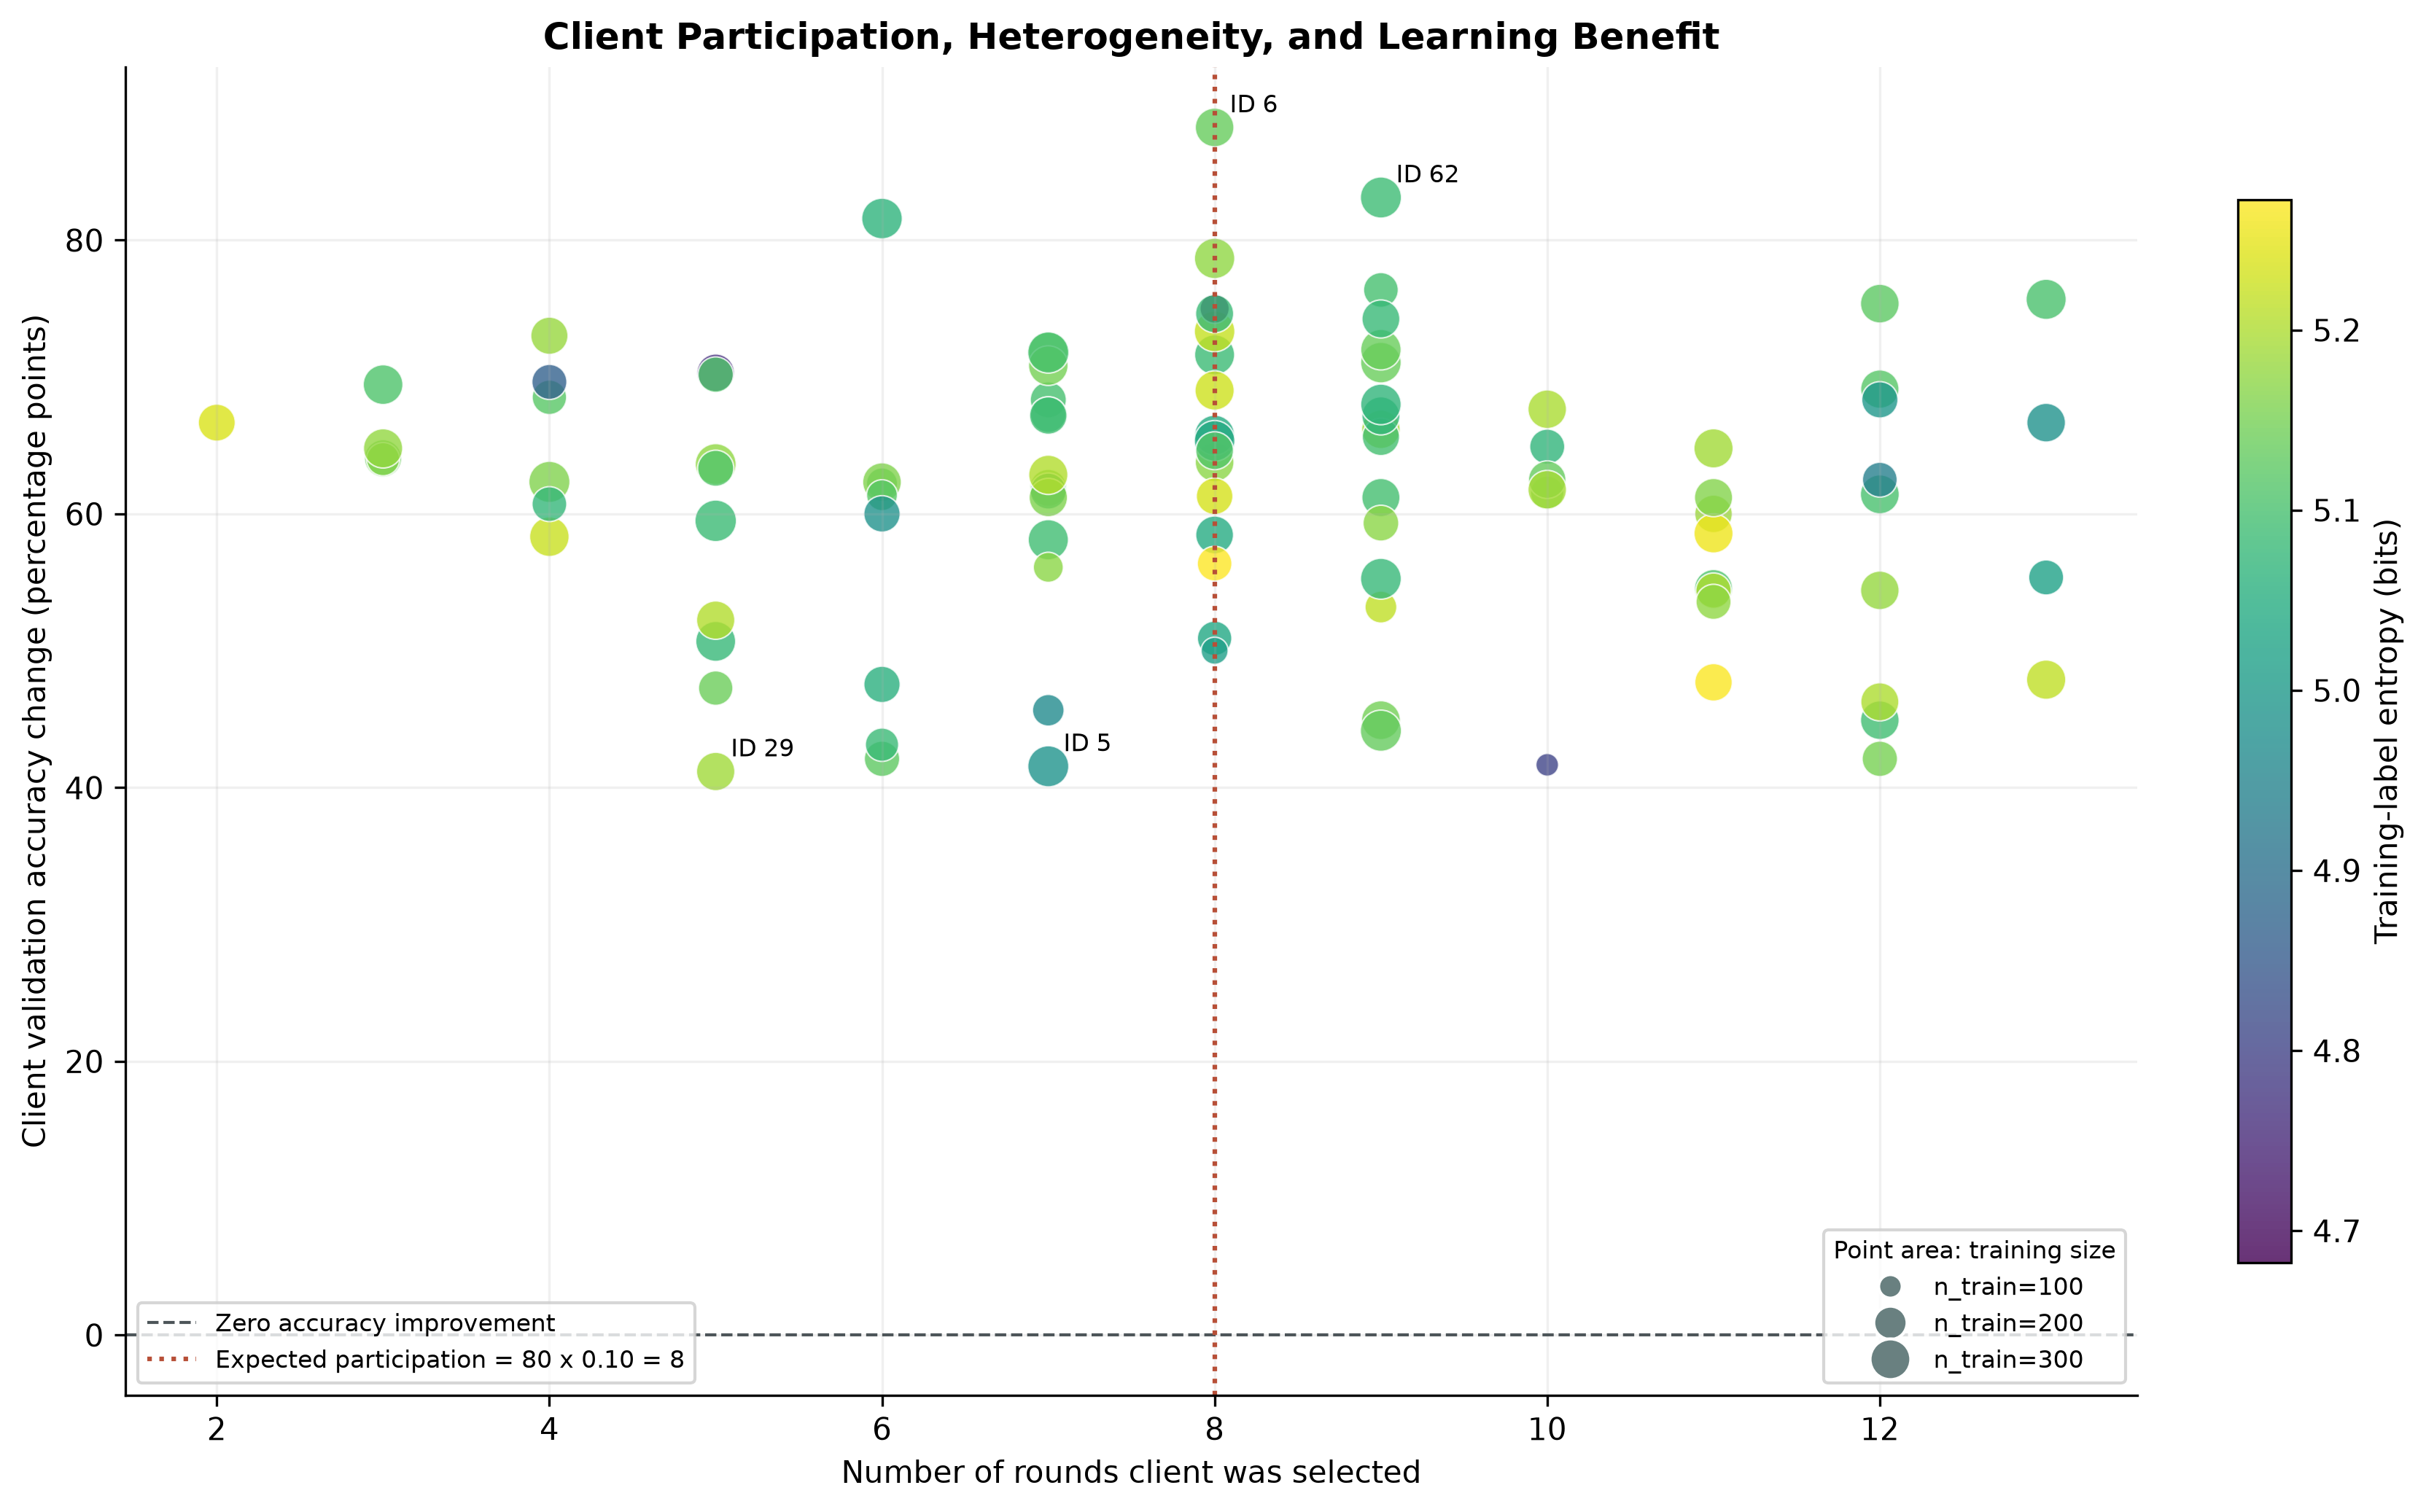 Client Participation, Heterogeneity, and Learning Benefit
Client validation accuracy change (percentage points)
80
60
40
20
0
ID 6
ID 62
ID 29
ID 5
Zero accuracy improvement
Expected participation = 80 x 0.10 = 8
Point area: training size
n_train=100
n_train=200
n_train=300
2
4
6
8
10
12
Number of rounds client was selected
5.2
5.1
5.0
4.9
4.8
4.7
Training-label entropy (bits)